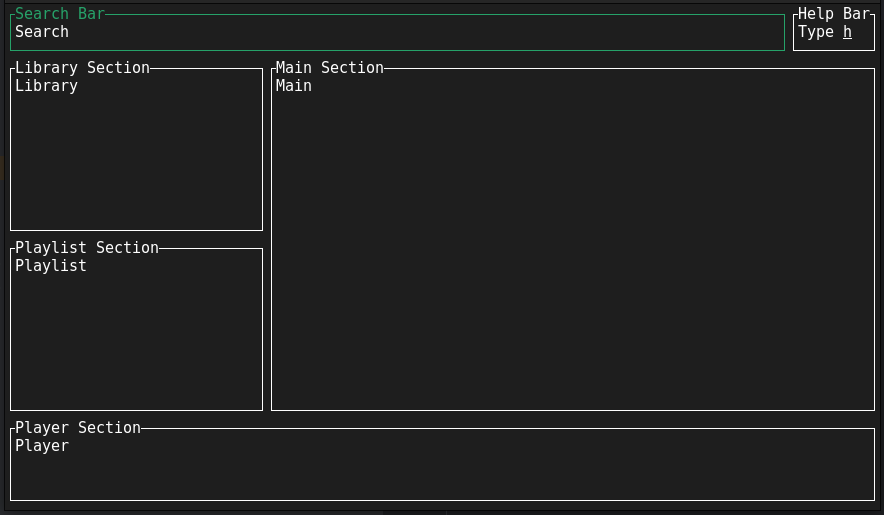 Search Bar
Search
Help Bar
Type h
Library Section
Library
Main Section
Main
Playlist Section
Playlist
Player Section
Player